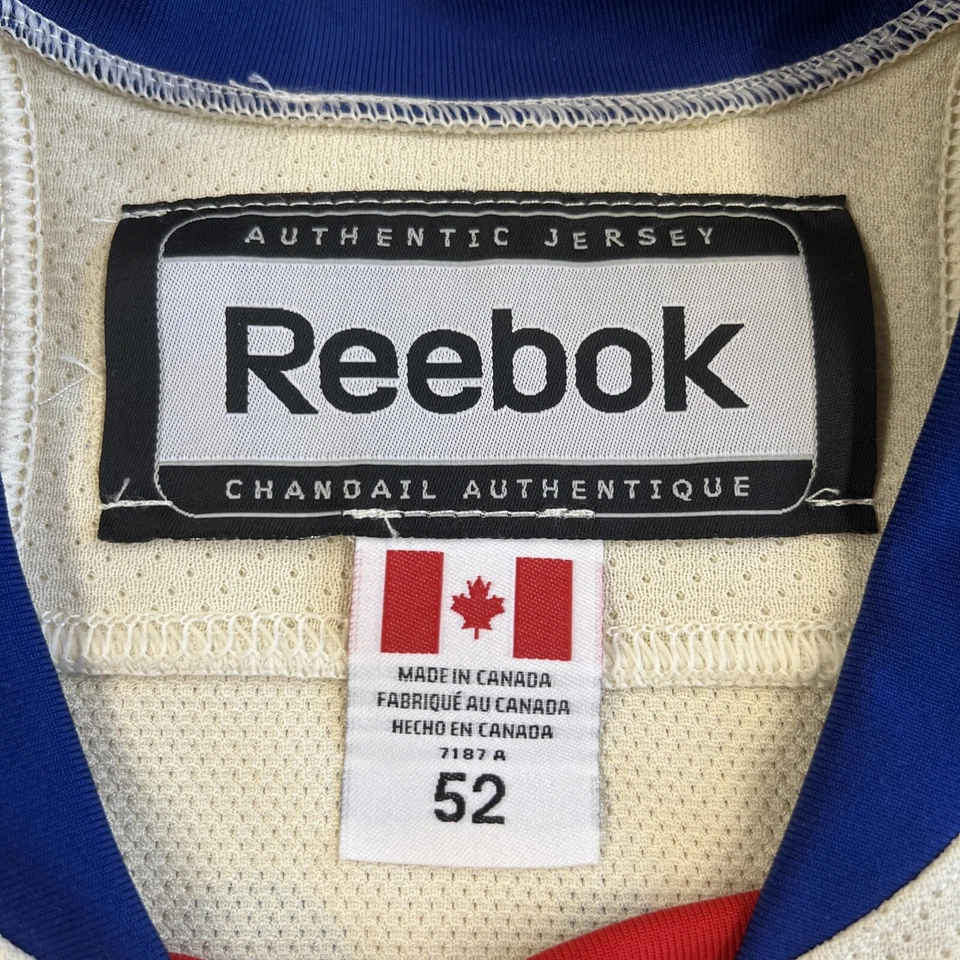 AUTHENTIC JERSEY
Reebok
CHANDAIL AUTHENTIQUE
MADE IN CANADA
FABRIQUÉ AU CANADA
HECHO EN CANADA
7187 A
52